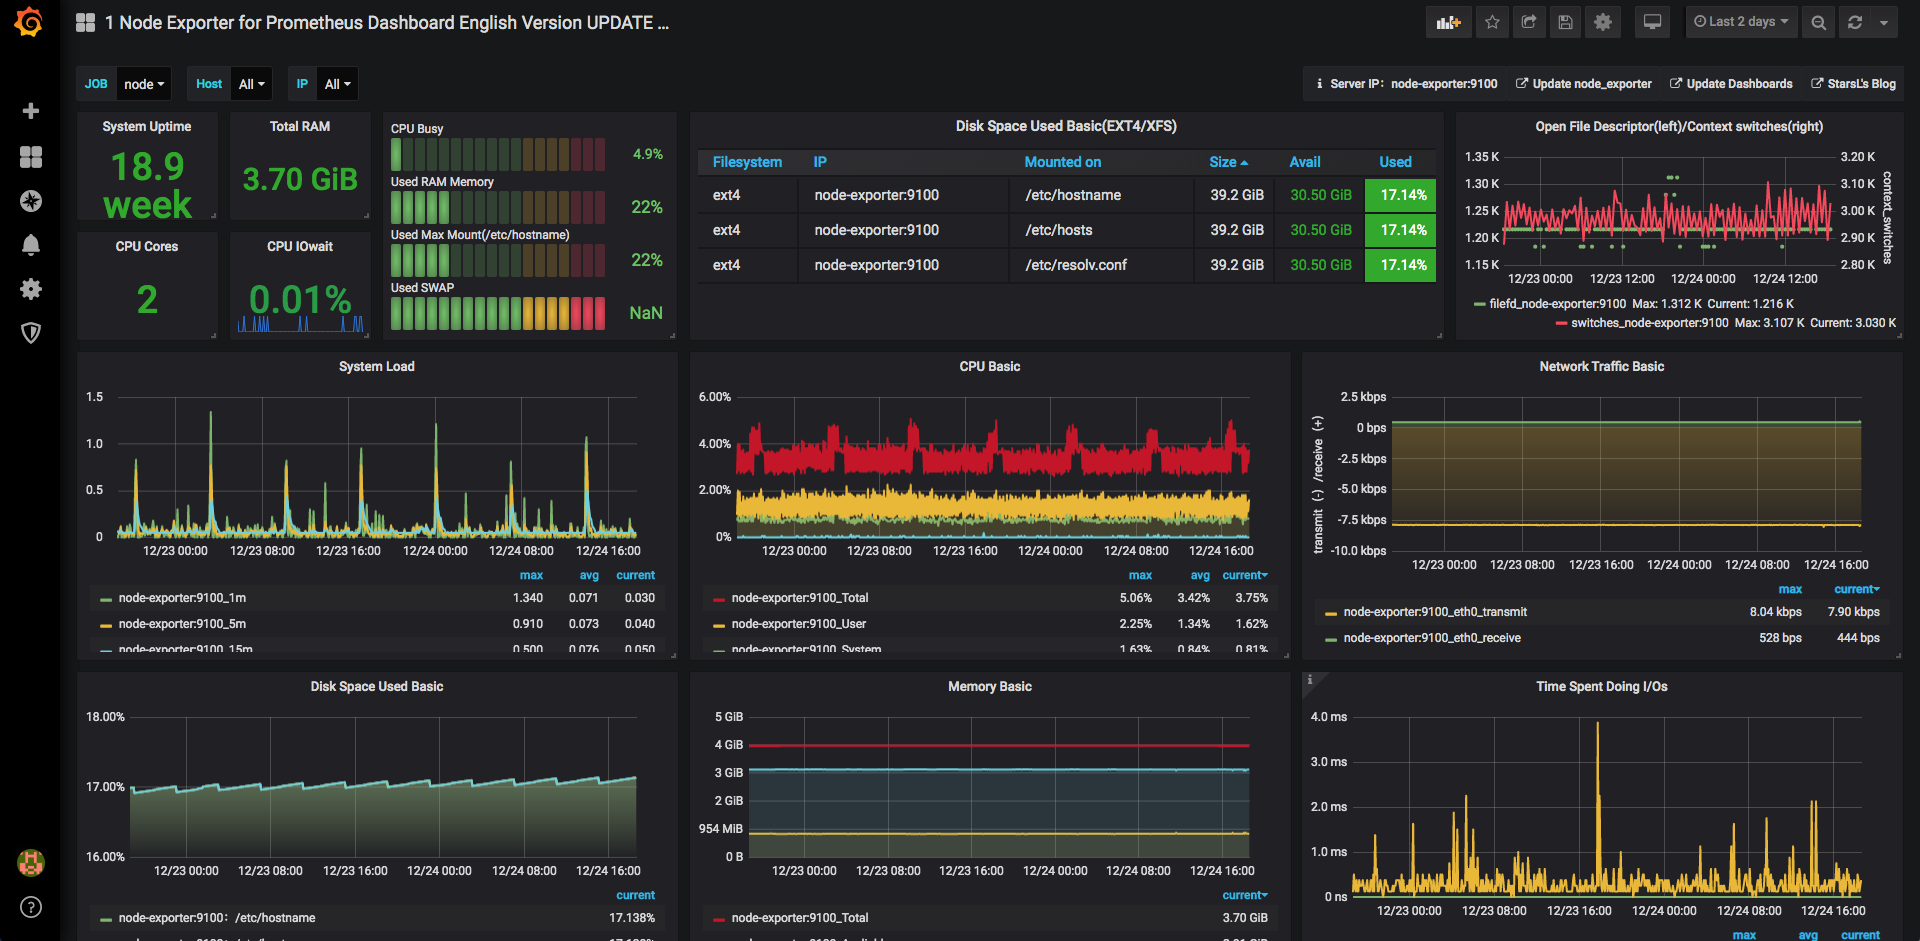 1 Node Exporter for Prometheus Dashboard English Version UPDATE ...
Last 2 days
JOB node Host All IP All
Server IP: node-exporter:9100 Update node_exporter Update Dashboards StarsL's Blog
System Uptime
18.9
week
Total RAM
3.70 GiB
CPU Cores
2
CPU IOwait
0.01%
CPU Busy
4.9%
Used RAM Memory
22%
Used Max Mount(/etc/hostname)
22%
Used SWAP
NaN
Disk Space Used Basic(EXT4/XFS)
Filesystem IP Mounted on Size Avail Used
ext4 node-exporter:9100 /etc/hostname 39.2 GiB 30.50 GiB 17.14%
ext4 node-exporter:9100 /etc/hosts 39.2 GiB 30.50 GiB 17.14%
ext4 node-exporter:9100 /etc/resolv.conf 39.2 GiB 30.50 GiB 17.14%
Open File Descriptor(left)/Context switches(right)
1.35 K 3.20 K
1.30 K 3.10 K
1.25 K 3.00 K
1.20 K 2.90 K
1.15 K 2.80 K
context_switches
12/23 00:00 12/23 12:00 12/24 00:00 12/24 12:00
filefd_node-exporter:9100 Max: 1.312 K Current: 1.216 K
switches_node-exporter:9100 Max: 3.107 K Current: 3.030 K
System Load
1.5
1.0
0.5
0
12/23 00:00 12/23 08:00 12/23 16:00 12/24 00:00 12/24 08:00 12/24 16:00
max avg current
node-exporter:9100_1m 1.340 0.071 0.030
node-exporter:9100_5m 0.910 0.073 0.040
node-exporter:9100_15m 0.500 0.076 0.050
CPU Basic
6.00%
4.00%
2.00%
0%
12/23 00:00 12/23 08:00 12/23 16:00 12/24 00:00 12/24 08:00 12/24 16:00
max avg current
node-exporter:9100_Total 5.06% 3.42% 3.75%
node-exporter:9100_User 2.25% 1.34% 1.62%
node-exporter:9100_System 1.63% 0.84% 0.81%
Network Traffic Basic
transmit (-) /receive (+)
2.5 kbps
0 bps
-2.5 kbps
-5.0 kbps
-7.5 kbps
-10.0 kbps
12/23 00:00 12/23 08:00 12/23 16:00 12/24 00:00 12/24 08:00 12/24 16:00
max current
node-exporter:9100_eth0_transmit 8.04 kbps 7.90 kbps
node-exporter:9100_eth0_receive 528 bps 444 bps
Disk Space Used Basic
18.00%
17.00%
16.00%
12/23 00:00 12/23 08:00 12/23 16:00 12/24 00:00 12/24 08:00 12/24 16:00
current
node-exporter:9100: /etc/hostname 17.138%
Memory Basic
5 GiB
4 GiB
3 GiB
2 GiB
954 MiB
0 B
12/23 00:00 12/23 08:00 12/23 16:00 12/24 00:00 12/24 08:00 12/24 16:00
current
node-exporter:9100_Total 3.70 GiB
Time Spent Doing I/Os
4.0 ms
3.0 ms
2.0 ms
1.0 ms
0 ns
12/23 00:00 12/23 08:00 12/23 16:00 12/24 00:00 12/24 08:00 12/24 16:00
max avg current